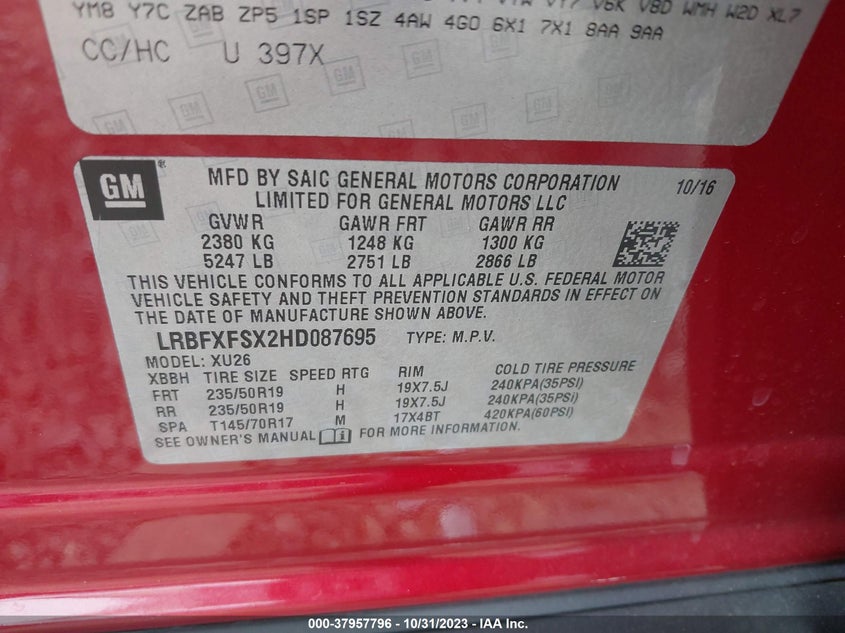 V6K V8D WMH W2D XL7
YM8 Y7C ZAB ZP5 1SP 1SZ 4AW 4G0 6X1 7X1 8AA 9AA
CC/HC U 397X
GM
MFD BY SAIC GENERAL MOTORS CORPORATION 10/16
LIMITED FOR GENERAL MOTORS LLC
GVWR GAWR FRT GAWR RR
2380 KG 1248 KG 1300 KG
5247 LB 2751 LB 2866 LB
THIS VEHICLE CONFORMS TO ALL APPLICABLE U.S. FEDERAL MOTOR
VEHICLE SAFETY AND THEFT PREVENTION STANDARDS IN EFFECT ON
THE DATE OF MANUFACTURE SHOWN ABOVE.
LRBFXFSX2HD087695 TYPE: M.P.V.
MODEL: XU26
XBBH TIRE SIZE SPEED RTG RIM COLD TIRE PRESSURE
FRT 235/50R19 H 19X7.5J 240KPA(35PSI)
RR 235/50R19 H 19X7.5J 240KPA(35PSI)
SPA T145/70R17 M 17X4BT 420KPA(60PSI)
SEE OWNER'S MANUAL FOR MORE INFORMATION.
000-37957796 - 10/31/2023 - IAA Inc.